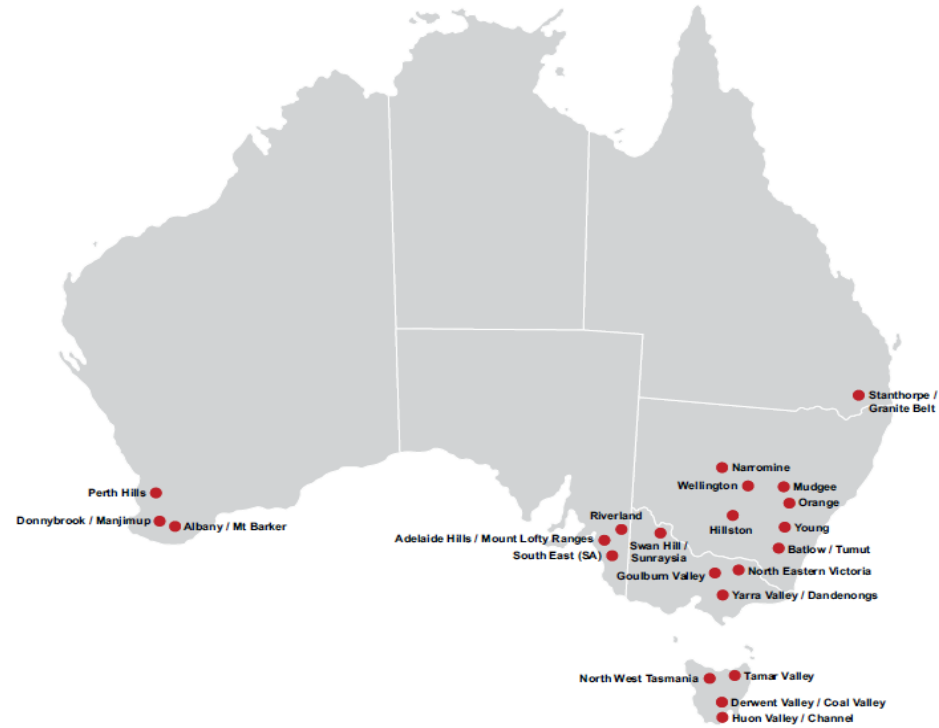 Stanthorpe /
Granite Belt
Narromine
Wellington
Mudgee
Orange
Perth Hills
Riverland
Hillston
Donnybrook / Manjimup
Albany / Mt Barker
Young
Adelaide Hills / Mount Lofty Ranges
Swan Hill /
Sunraysia
Batlow / Tumut
South East (SA)
Goulburn Valley
North Eastern Victoria
Yarra Valley / Dandenongs
North West Tasmania
Tamar Valley
Derwent Valley / Coal Valley
Huon Valley / Channel